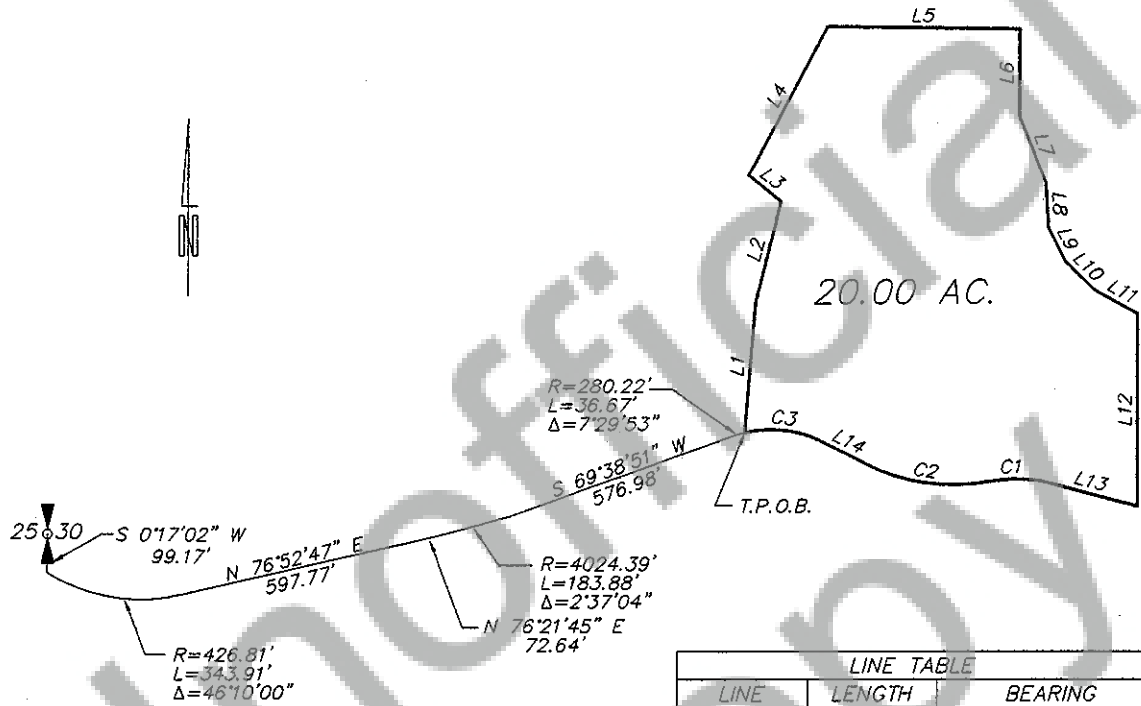 L5
L6
L4
L7
L3
L8
L2
L9
L10
L11
20.00 AC.
L1
L12
R=280.22'
L=36.67'
Δ=7°29'53"
C3
L14
C2
C1
L13
S 69°38'51" W
576.98'
T.P.O.B.
N
25 30
S 0°17'02" W
99.17'
N 76°52'47" E
597.77'
R=4024.39'
L=183.88'
Δ=2°37'04"
N 76°21'45" E
72.64'
R=426.81'
L=343.91'
Δ=46°10'00"
LINE TABLE
LINE LENGTH BEARING
Unofficial
Copy